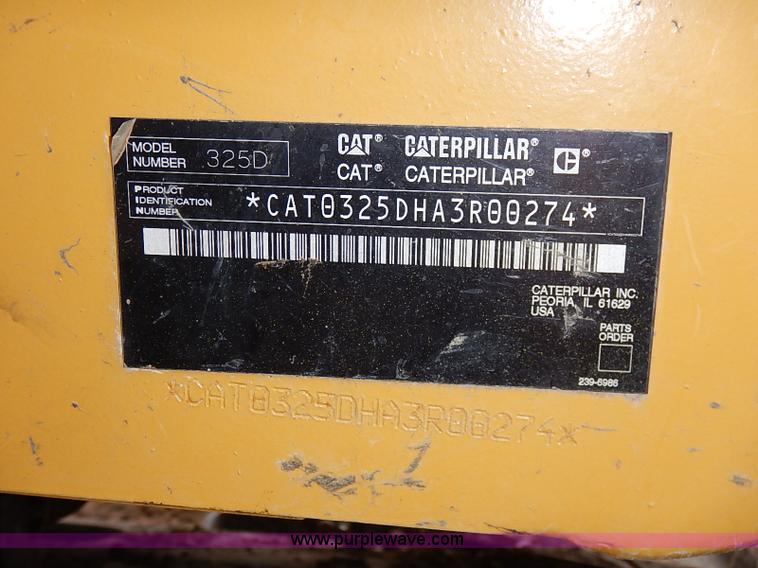 MODEL NUMBER 325D
CAT® CATERPILLAR® C®
CAT® CATERPILLAR®
PRODUCT IDENTIFICATION NUMBER *CAT0325DHA3R00274*
CATERPILLAR INC.
PEORIA, IL 61629
USA
PARTS ORDER
239-6986
*CAT0325DHA3R00274*
www.purplewave.com